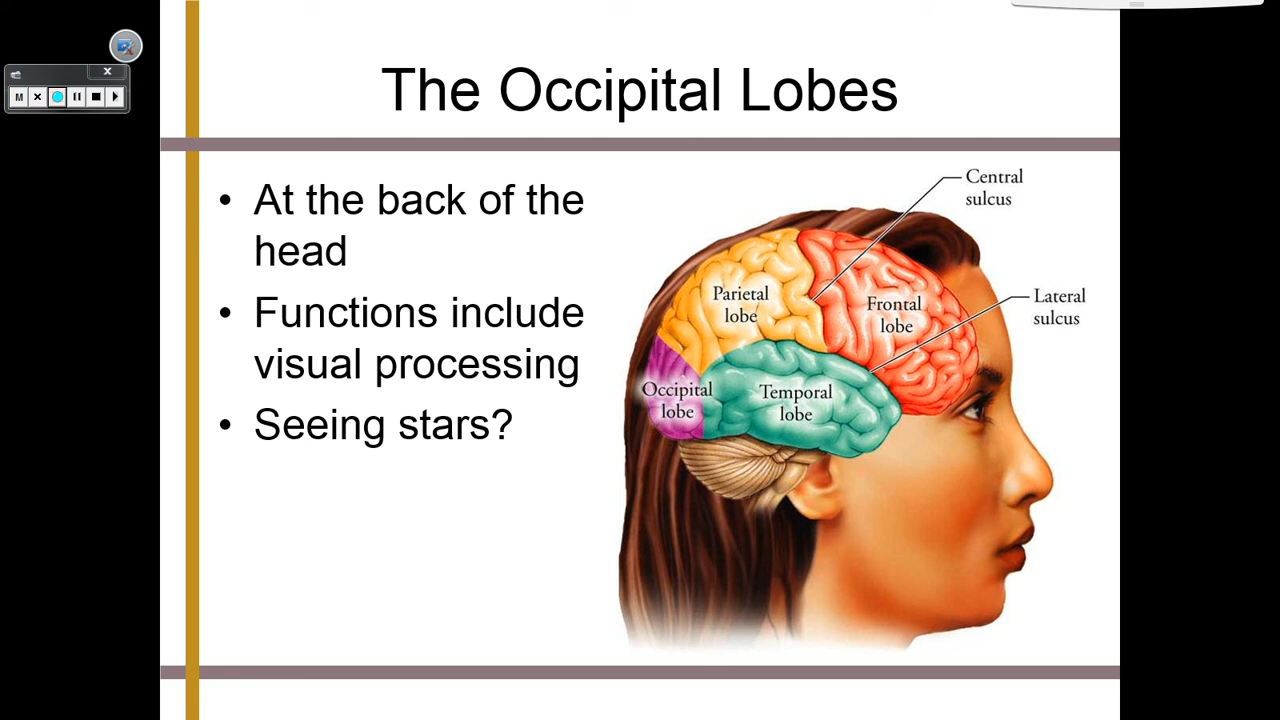 M
The Occipital Lobes
• At the back of the
head
• Functions include
visual processing
• Seeing stars?
Central
sulcus
Lateral
sulcus
Parietal
lobe
Frontal
lobe
Occipital
lobe
Temporal
lobe